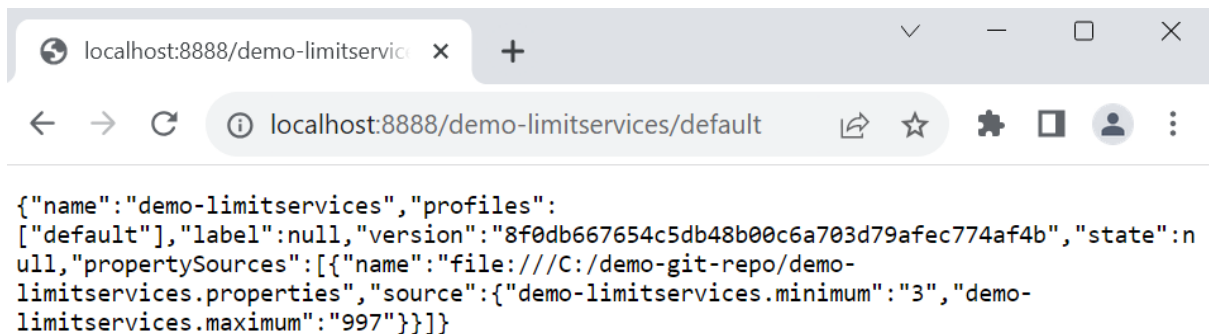 localhost:8888/demo-limitservic
localhost:8888/demo-limitservices/default
{"name":"demo-limitservices","profiles":
["default"],"label":null,"version":"8f0db667654c5db48b00c6a703d79afec774af4b","state":n
ull,"propertySources":[{"name":"file:///C:/demo-git-repo/demo-
limitservices.properties","source":{"demo-limitservices.minimum":"3","demo-
limitservices.maximum":"997"}}]}